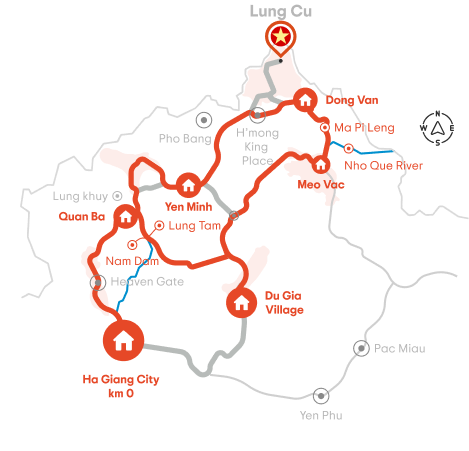 Lung Cu
Dong Van
Pho Bang
H'mong
King
Place
Ma Pl Leng
Nho Que River
Meo Vac
N
W
E
S
Lung khuy
Yen Minh
Quan Ba
Lung Tam
Nam Dam
Heaven Gate
Du Gia
Village
Pac Miau
Ha Giang City
km 0
Yen Phu